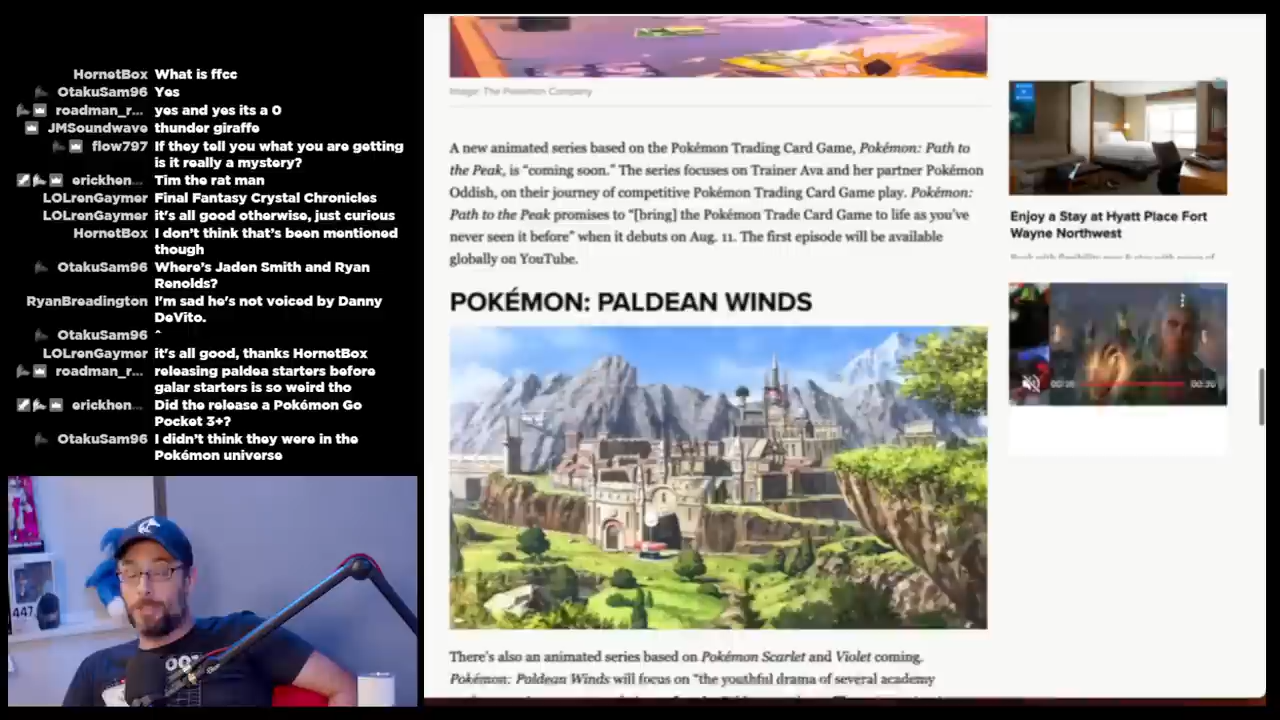 HornetBox What is ffcc
OtakuSam96 Yes
roadman_r... yes and yes its a 0
JMSoundwave thunder giraffe
flow797 If they tell you what you are getting
is it really a mystery?
erickhen... Tim the rat man
LOLrenGaymer Final Fantasy Crystal Chronicles
LOLrenGaymer it's all good otherwise, just curious
HornetBox I don't think that's been mentioned
though
OtakuSam96 Where's Jaden Smith and Ryan
Renolds?
RyanBreadington I'm sad he's not voiced by Danny
DeVito.
OtakuSam96 ^
LOLrenGaymer it's all good, thanks HornetBox
roadman_r... releasing paldea starters before
galar starters is so weird tho
erickhen... Did the release a Pokémon Go
Pocket 3+?
OtakuSam96 I didn't think they were in the
Pokémon universe
447
Image: The Pokémon Company
A new animated series based on the Pokémon Trading Card Game, Pokémon: Path to
the Peak, is “coming soon.” The series focuses on Trainer Ava and her partner Pokémon
Oddish, on their journey of competitive Pokémon Trading Card Game play. Pokémon:
Path to the Peak promises to “[bring] the Pokémon Trade Card Game to life as you’ve
never seen it before” when it debuts on Aug. 11. The first episode will be available
globally on YouTube.
POKÉMON: PALDEAN WINDS
There’s also an animated series based on Pokémon Scarlet and Violet coming.
Pokémon: Paldean Winds will focus on “the youthful drama of several academy
Enjoy a Stay at Hyatt Place Fort
Wayne Northwest